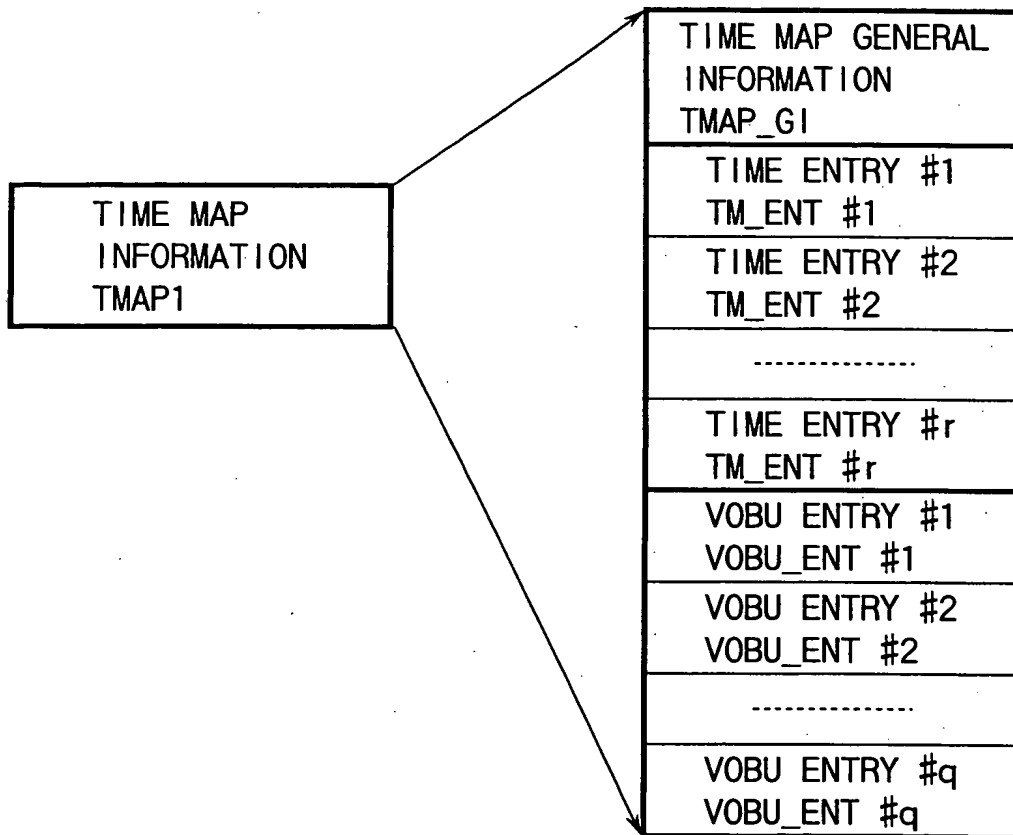 TIME MAP
INFORMATION
TMAP1
TIME MAP GENERAL
INFORMATION
TMAP_GI
TIME ENTRY #1
TM_ENT #1
TIME ENTRY #2
TM_ENT #2
TIME ENTRY #r
TM_ENT #r
VOBU ENTRY #1
VOBU_ENT #1
VOBU ENTRY #2
VOBU_ENT #2
VOBU ENTRY #q
VOBU_ENT #q